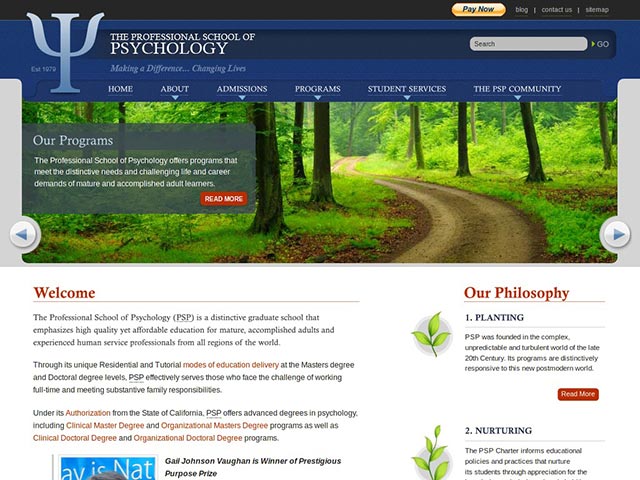 Pay Now
blog | contact us | sitemap
THE PROFESSIONAL SCHOOL OF
PSYCHOLOGY
Search
GO
Est 1979
Making a Difference... Changing Lives
HOME ABOUT ADMISSIONS PROGRAMS STUDENT SERVICES THE PSP COMMUNITY
Our Programs
The Professional School of Psychology offers programs that
meet the distinctive needs and challenging life and career
demands of mature and accomplished adult learners.
READ MORE
Welcome
The Professional School of Psychology (PSP) is a distinctive graduate school that
emphasizes high quality yet affordable education for mature, accomplished adults and
experienced human service professionals from all regions of the world.
Through its unique Residential and Tutorial modes of education delivery at the Masters degree
and Doctoral degree levels, PSP effectively serves those who face the challenge of working
full-time and meeting substantive family responsibilities.
Under its Authorization from the State of California, PSP offers advanced degrees in psychology,
including Clinical Master Degree and Organizational Masters Degree programs as well as
Clinical Doctoral Degree and Organizational Doctoral Degree programs.
ay is Nat
Gail Johnson Vaughan is Winner of Prestigious
Purpose Prize
Our Philosophy
1. PLANTING
PSP was founded in the complex,
unpredictable and turbulent world of the late
20th Century. Its programs are distinctively
responsive to this new postmodern world.
Read More
2. NURTURING
The PSP Charter informs educational
policies and practices that nurture
its students through appreciation for the